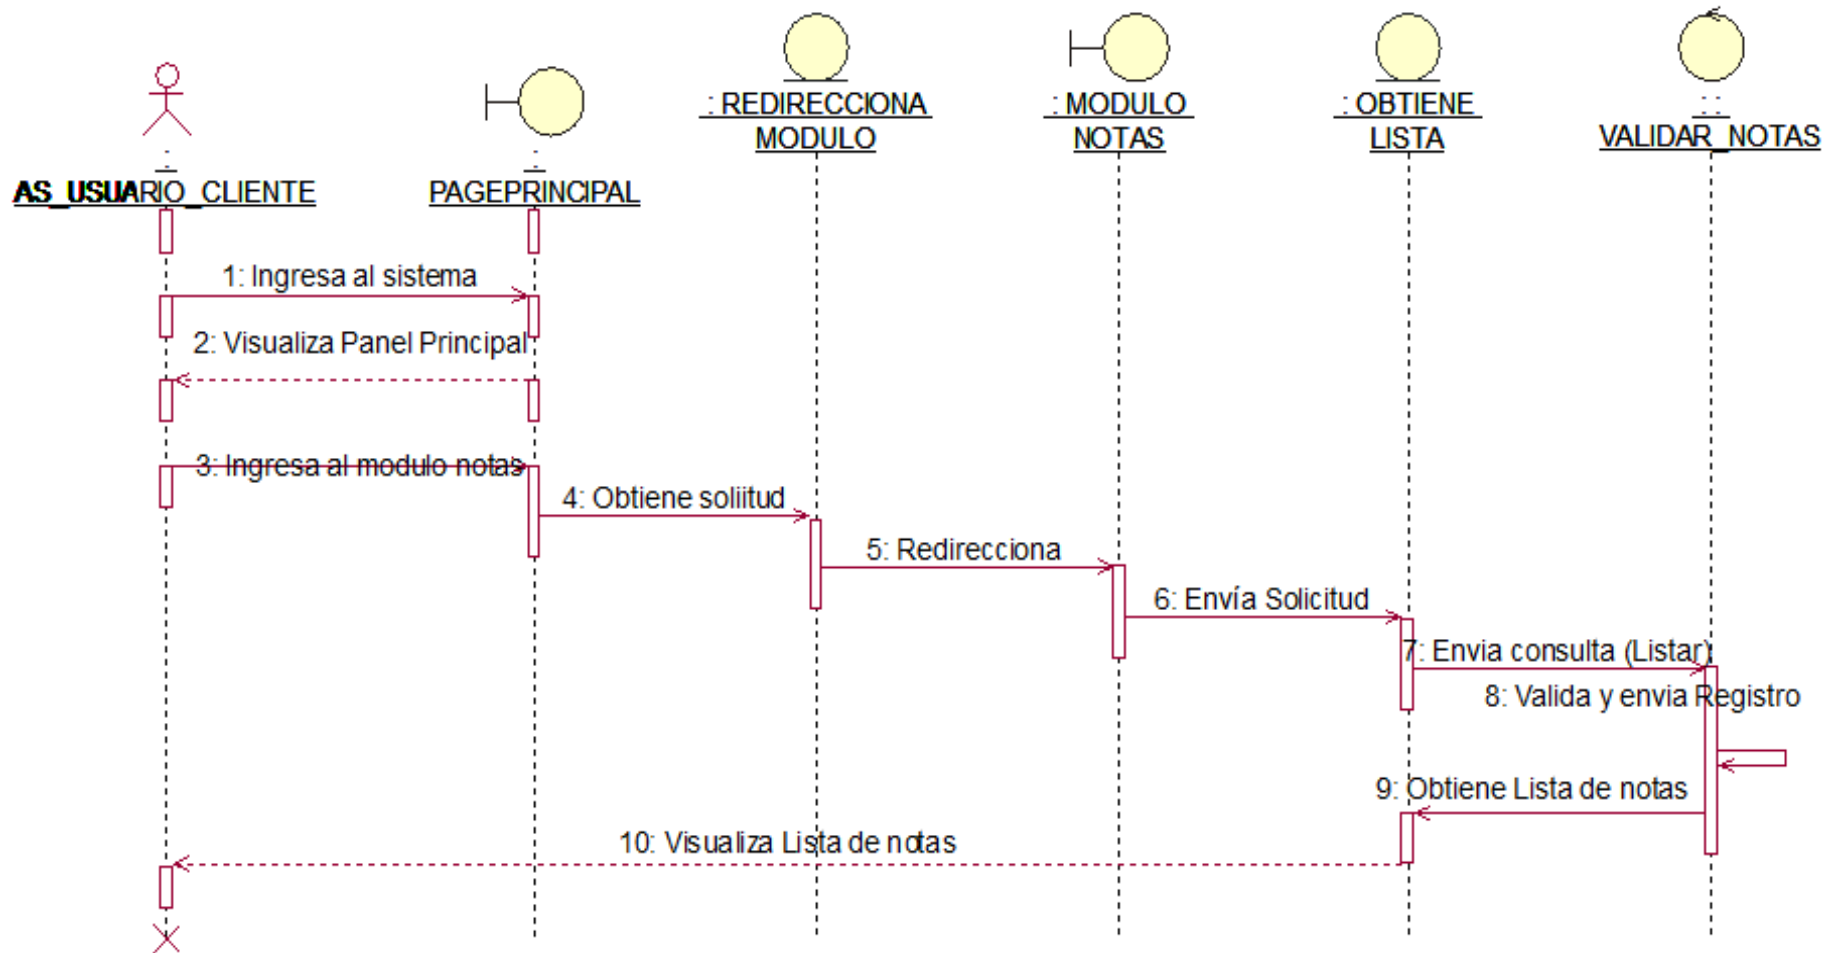 : REDIRECCIONA
MODULO
: MODULO
NOTAS
: OBTIENE
LISTA
: :
VALIDAR_NOTAS
:
AS_USUARIO_CLIENTE
:
PAGEPRINCIPAL
1: Ingresa al sistema
2: Visualiza Panel Principal
3: Ingresa al modulo notas
4: Obtiene soliitud
5: Redirecciona
6: Envía Solicitud
7: Envia consulta (Listar)
8: Valida y envia Registro
9: Obtiene Lista de notas
10: Visualiza Lista de notas